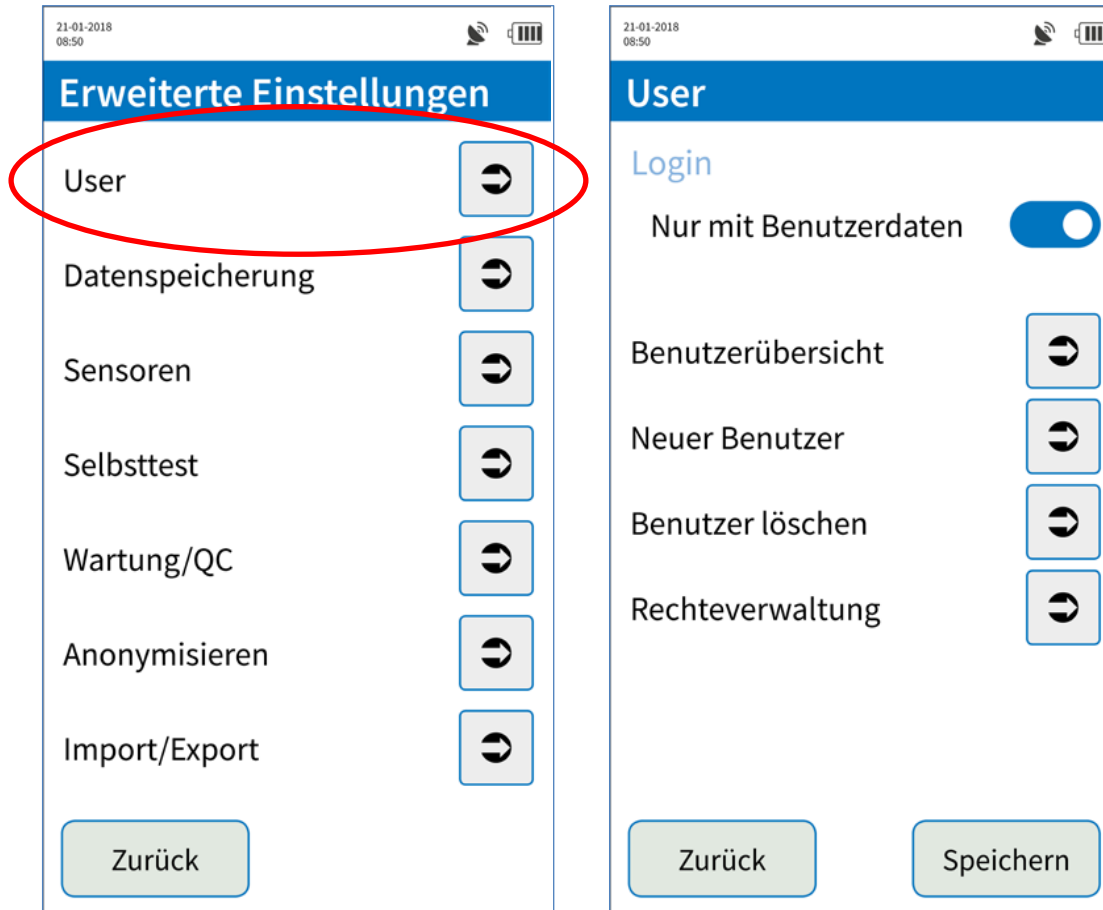 21-01-2018
08:50
Erweiterte Einstellungen
User
Datenspeicherung
Sensoren
Selbsttest
Wartung/QC
Anonymisieren
Import/Export
Zurück
21-01-2018
08:50
User
Login
Nur mit Benutzerdaten
Benutzerübersicht
Neuer Benutzer
Benutzer löschen
Rechteverwaltung
Zurück
Speichern